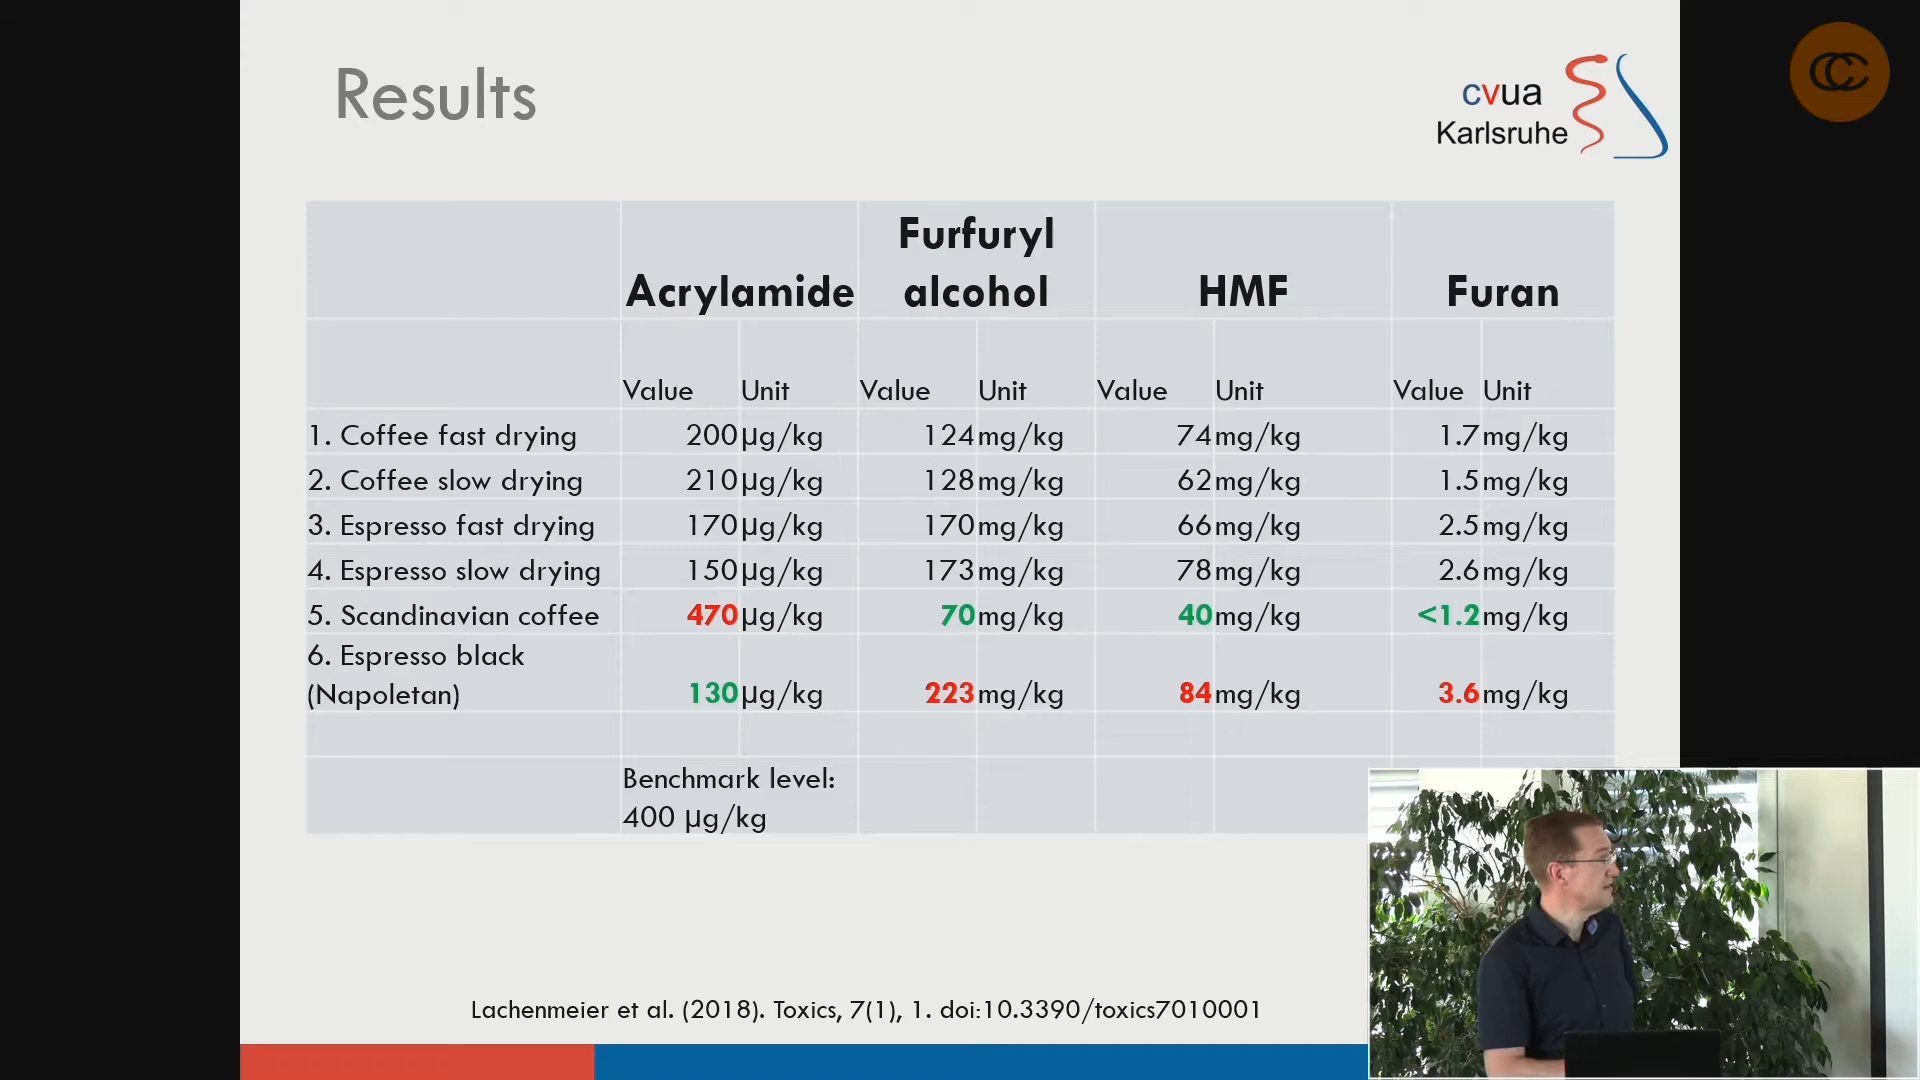 Results
cvua
Karlsruhe
Furfuryl
Acrylamide alcohol HMF Furan
Value Unit Value Unit Value Unit Value Unit
1. Coffee fast drying 200 µg/kg 124 mg/kg 74 mg/kg 1.7 mg/kg
2. Coffee slow drying 210 µg/kg 128 mg/kg 62 mg/kg 1.5 mg/kg
3. Espresso fast drying 170 µg/kg 170 mg/kg 66 mg/kg 2.5 mg/kg
4. Espresso slow drying 150 µg/kg 173 mg/kg 78 mg/kg 2.6 mg/kg
5. Scandinavian coffee 470 µg/kg 70 mg/kg 40 mg/kg <1.2 mg/kg
6. Espresso black
(Napoletan) 130 µg/kg 223 mg/kg 84 mg/kg 3.6 mg/kg
Benchmark level:
400 µg/kg
Lachenmeier et al. (2018). Toxics, 7(1), 1. doi:10.3390/toxics7010001